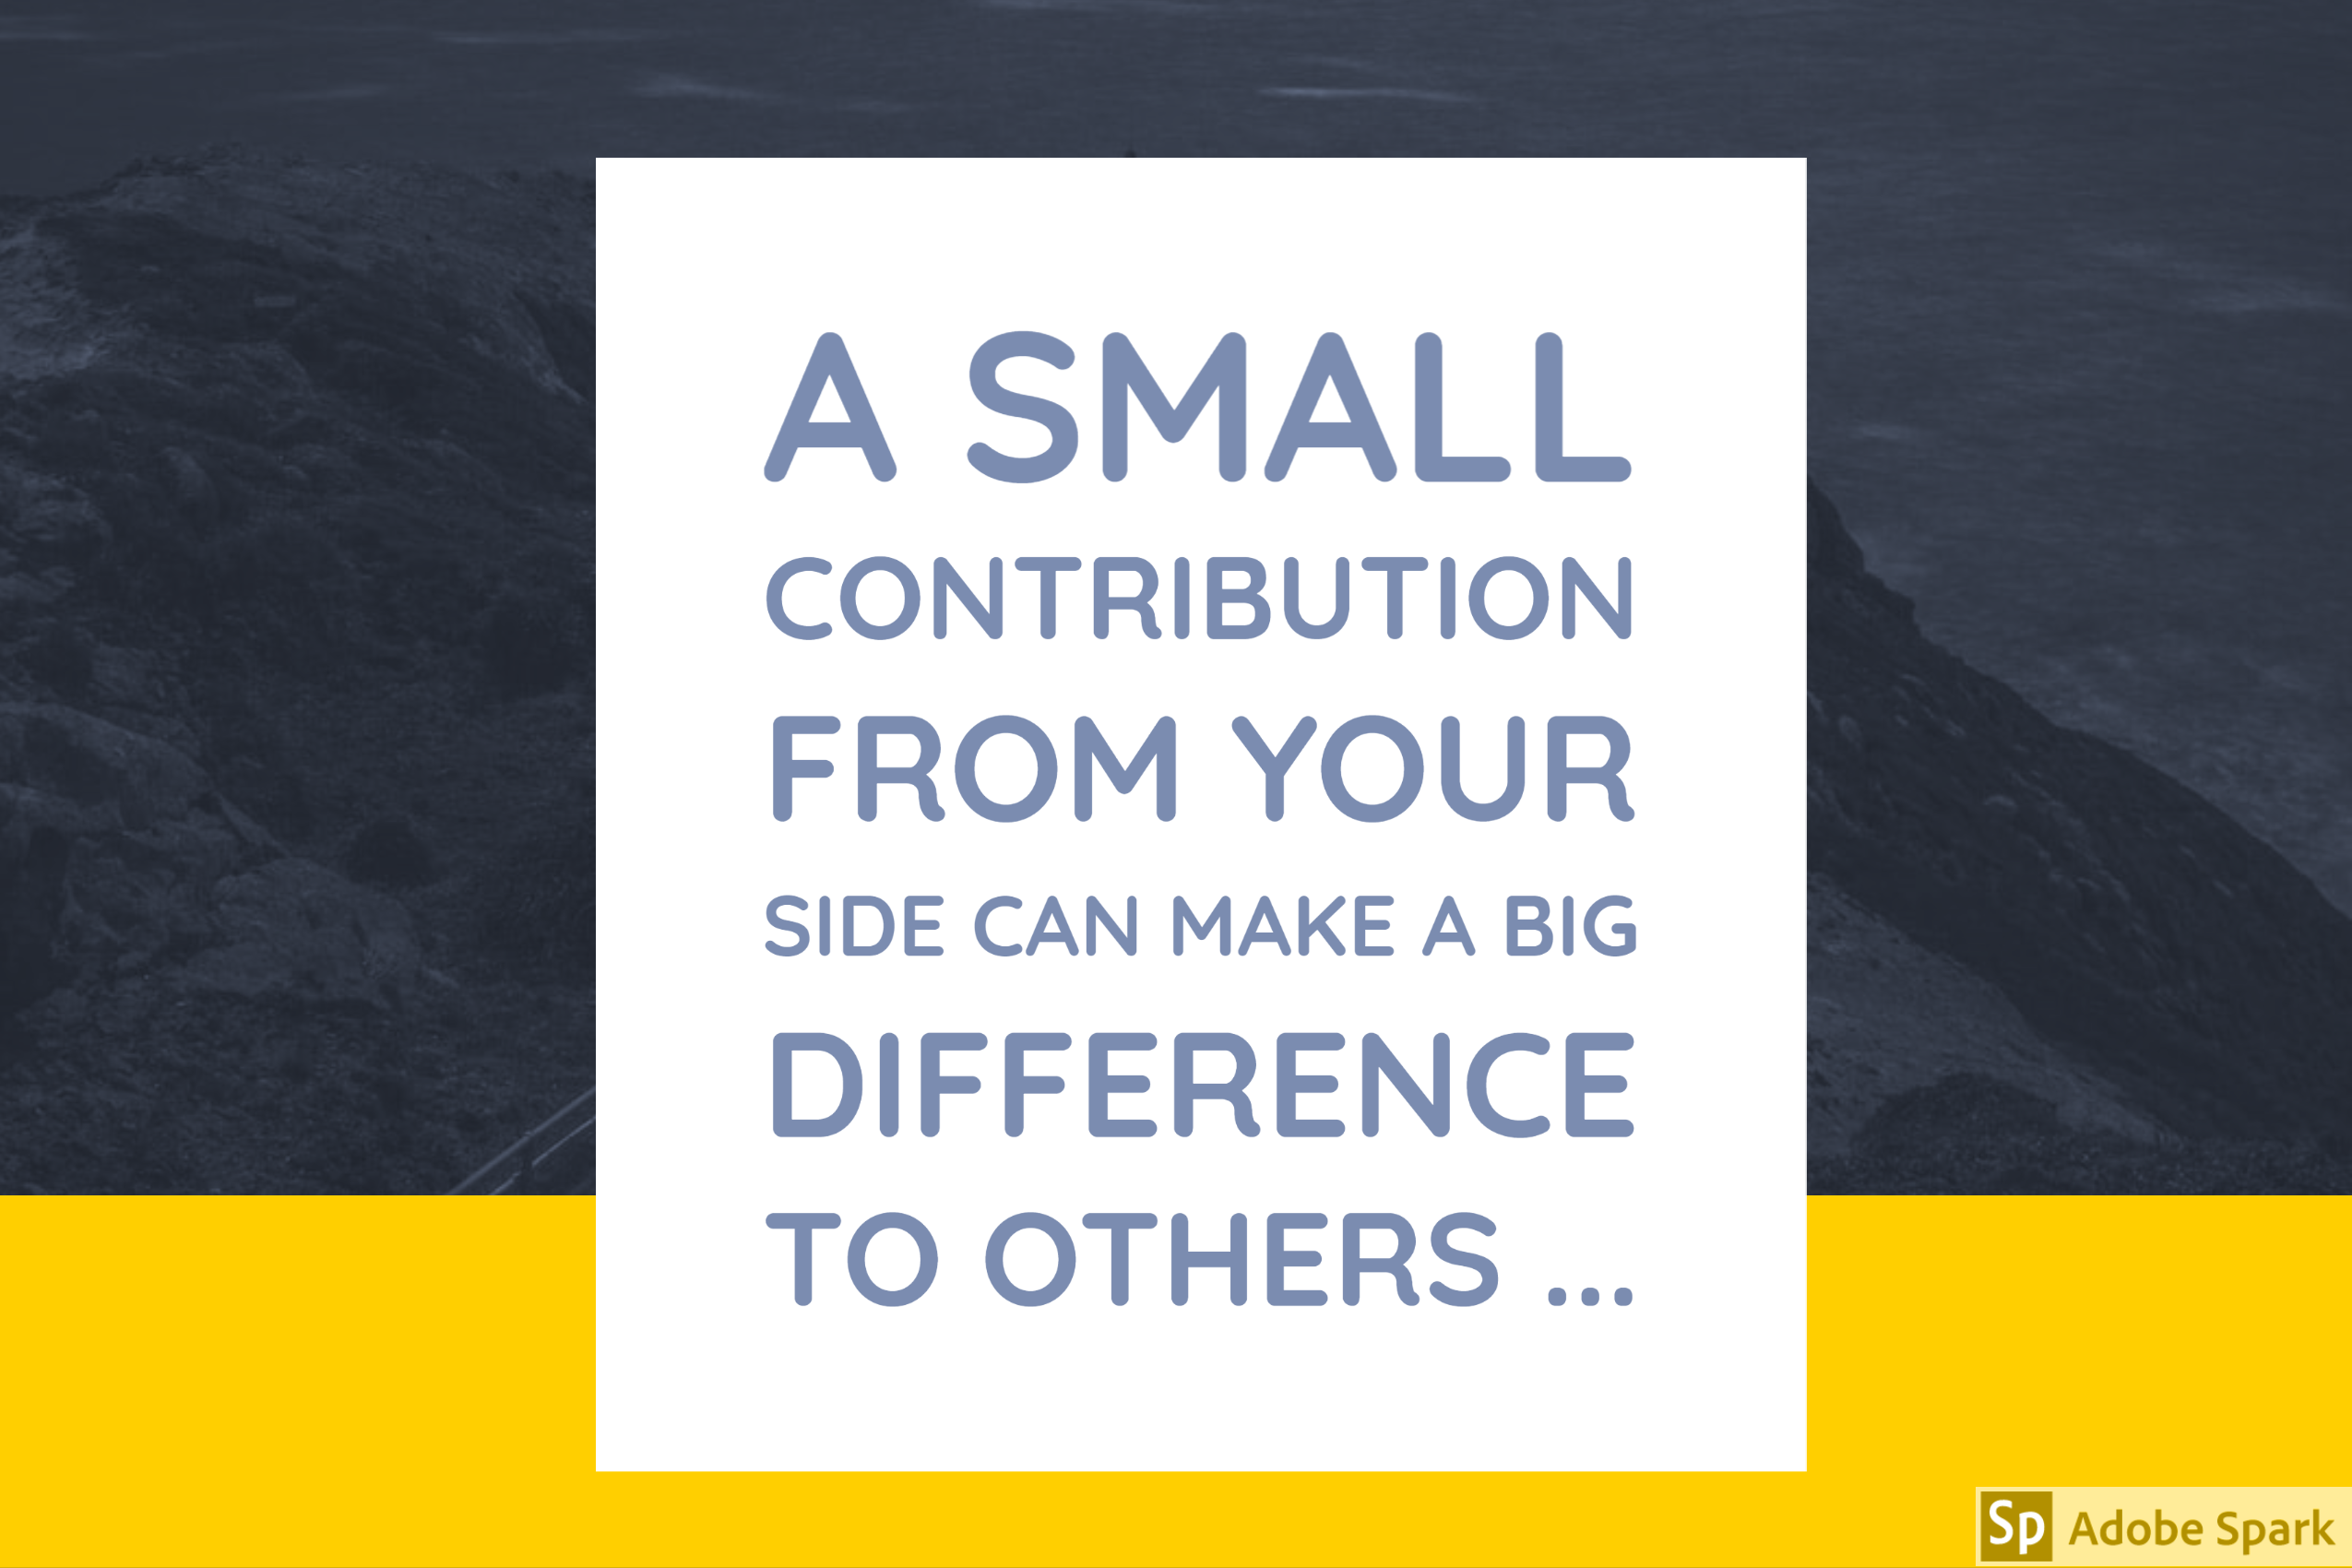 A SMALL
CONTRIBUTION
FROM YOUR
SIDE CAN MAKE A BIG
DIFFERENCE
TO OTHERS ...
Sp Adobe Spark